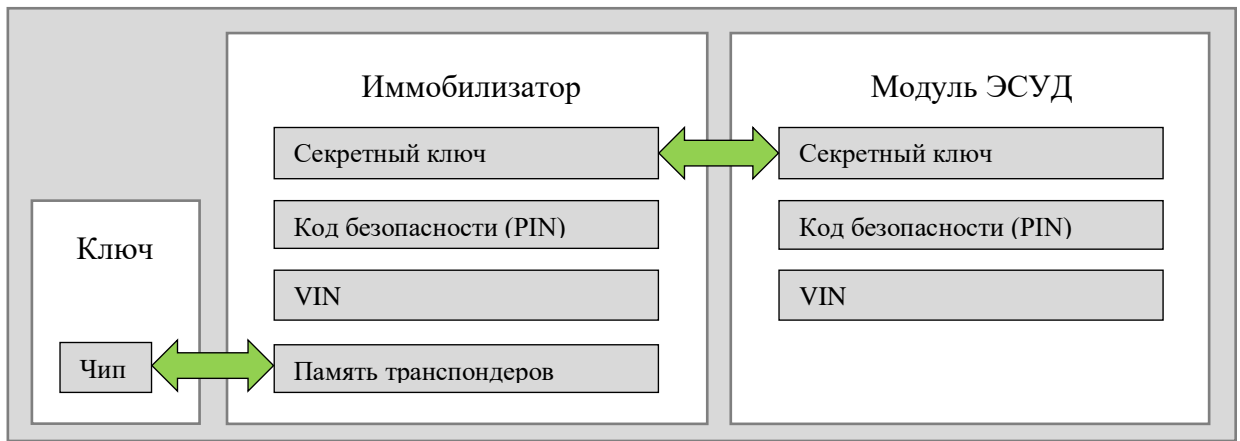 Иммобилизатор
Модуль ЭСУД
Секретный ключ
Секретный ключ
Код безопасности (PIN)
Код безопасности (PIN)
Ключ
VIN
VIN
Чип
Память транспондеров